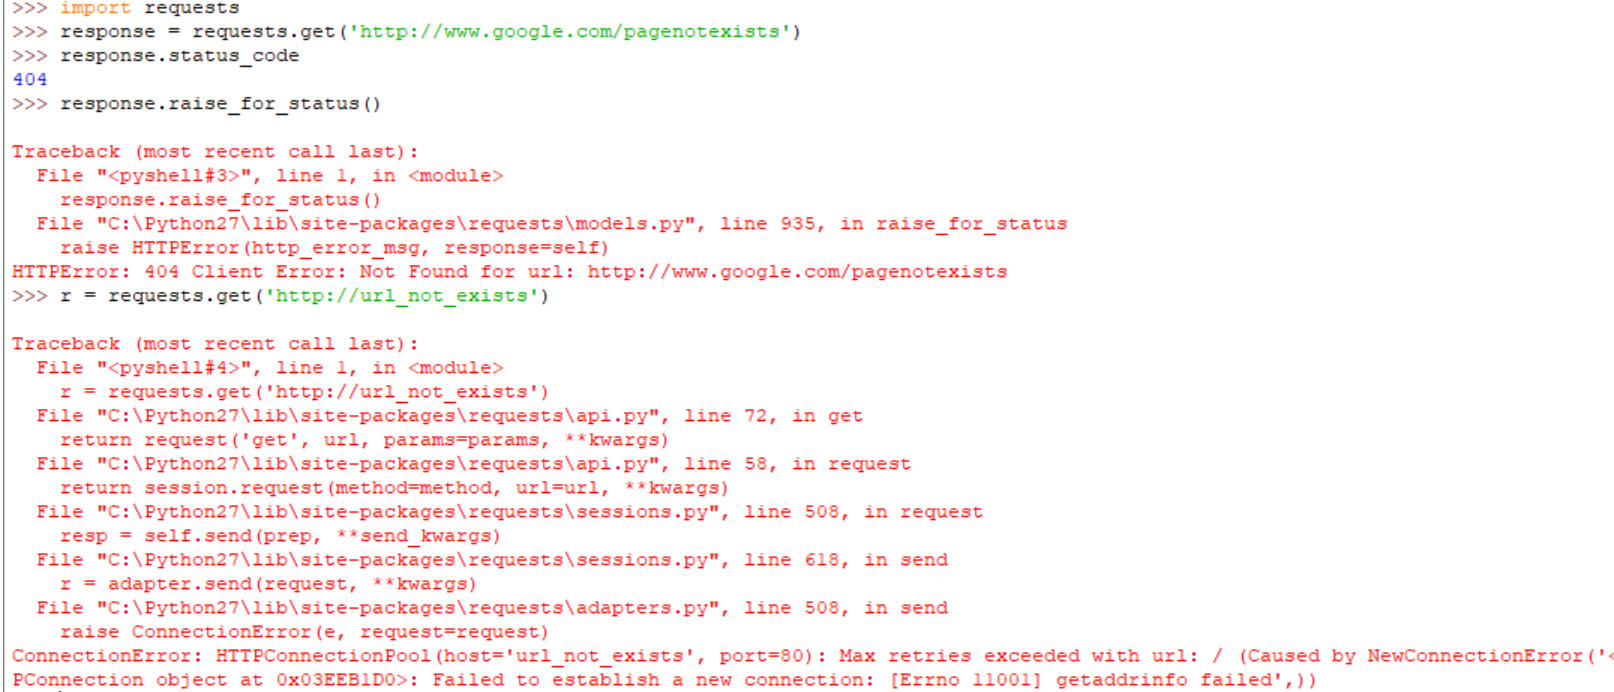 >>> import requests
>>> response = requests.get('http://www.google.com/pagenotexists')
>>> response.status_code
404
>>> response.raise_for_status()
Traceback (most recent call last):
  File "<pyshell#3>", line 1, in <module>
    response.raise_for_status()
  File "C:\Python27\lib\site-packages\requests\models.py", line 935, in raise_for_status
    raise HTTPError(http_error_msg, response=self)
HTTPError: 404 Client Error: Not Found for url: http://www.google.com/pagenotexists
>>> r = requests.get('http://url_not_exists')
Traceback (most recent call last):
  File "<pyshell#4>", line 1, in <module>
    r = requests.get('http://url_not_exists')
  File "C:\Python27\lib\site-packages\requests\api.py", line 72, in get
    return request('get', url, params=params, **kwargs)
  File "C:\Python27\lib\site-packages\requests\api.py", line 58, in request
    return session.request(method=method, url=url, **kwargs)
  File "C:\Python27\lib\site-packages\requests\sessions.py", line 508, in request
    resp = self.send(prep, **send_kwargs)
  File "C:\Python27\lib\site-packages\requests\sessions.py", line 618, in send
    r = adapter.send(request, **kwargs)
  File "C:\Python27\lib\site-packages\requests\adapters.py", line 508, in send
    raise ConnectionError(e, request=request)
ConnectionError: HTTPConnectionPool(host='url_not_exists', port=80): Max retries exceeded with url: / (Caused by NewConnectionError('<
PConnection object at 0x03EEB1D0>: Failed to establish a new connection: [Errno 11001] getaddrinfo failed',))